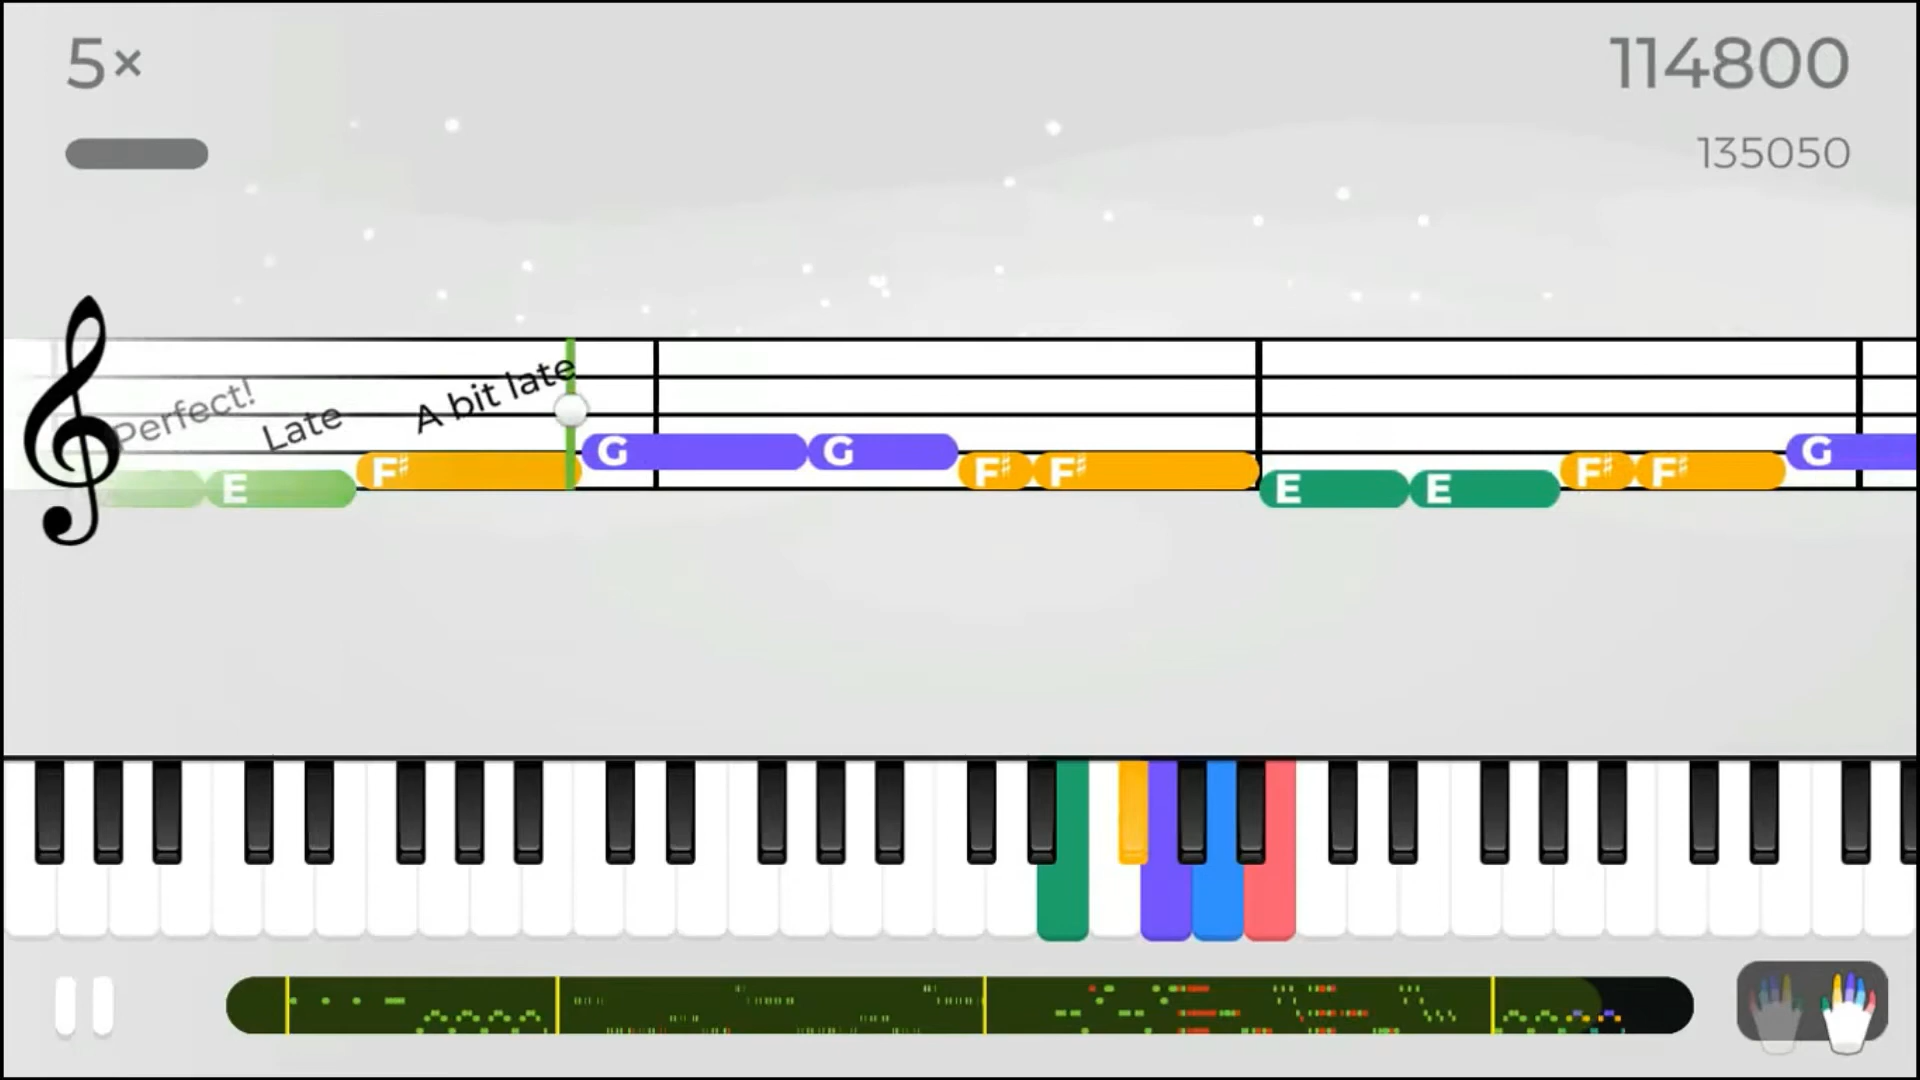 5×
114800
135050
Perfect!
Late
A bit late
E
F♯
G
G
F♯
F♯
E
E
F♯
F♯
G